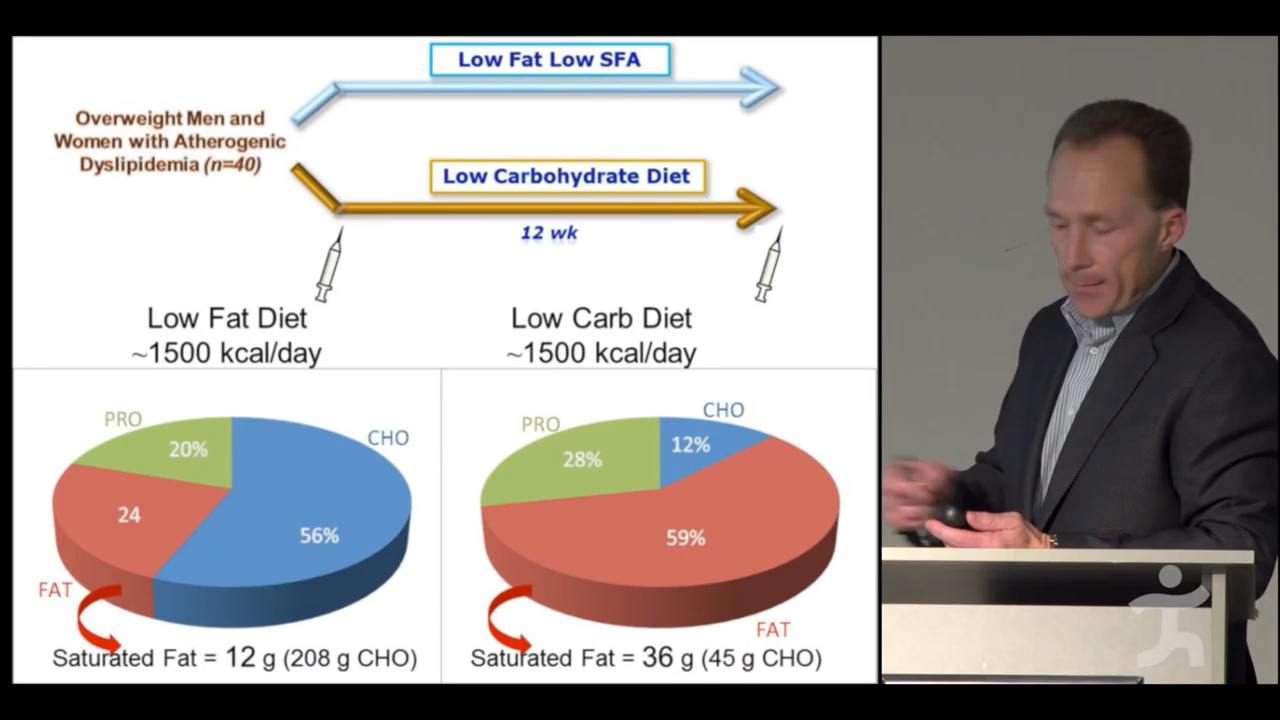 Low Fat Low SFA
Overweight Men and
Women with Atherogenic
Dyslipidemia (n=40)
Low Carbohydrate Diet
12 wk
Low Fat Diet
~1500 kcal/day
Low Carb Diet
~1500 kcal/day
PRO
20%
CHO
24
56%
FAT
Saturated Fat = 12 g (208 g CHO)
PRO
CHO
12%
28%
59%
FAT
Saturated Fat = 36 g (45 g CHO)